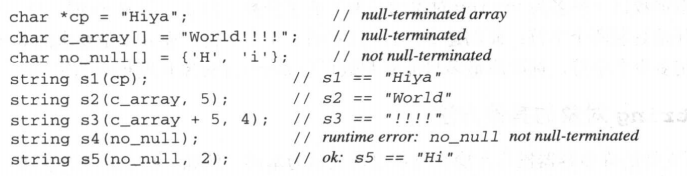 char *cp = "Hiya"; // null-terminated array
char c_array[] = "World!!!!"; // null-terminated
char no_null[] = {'H', 'i'}; // not null-terminated
string s1(cp); // s1 == "Hiya"
string s2(c_array, 5); // s2 == "World"
string s3(c_array + 5, 4); // s3 == "!!!!"
string s4(no_null); // runtime error: no_null not null-terminated
string s5(no_null, 2); // ok: s5 == "Hi"